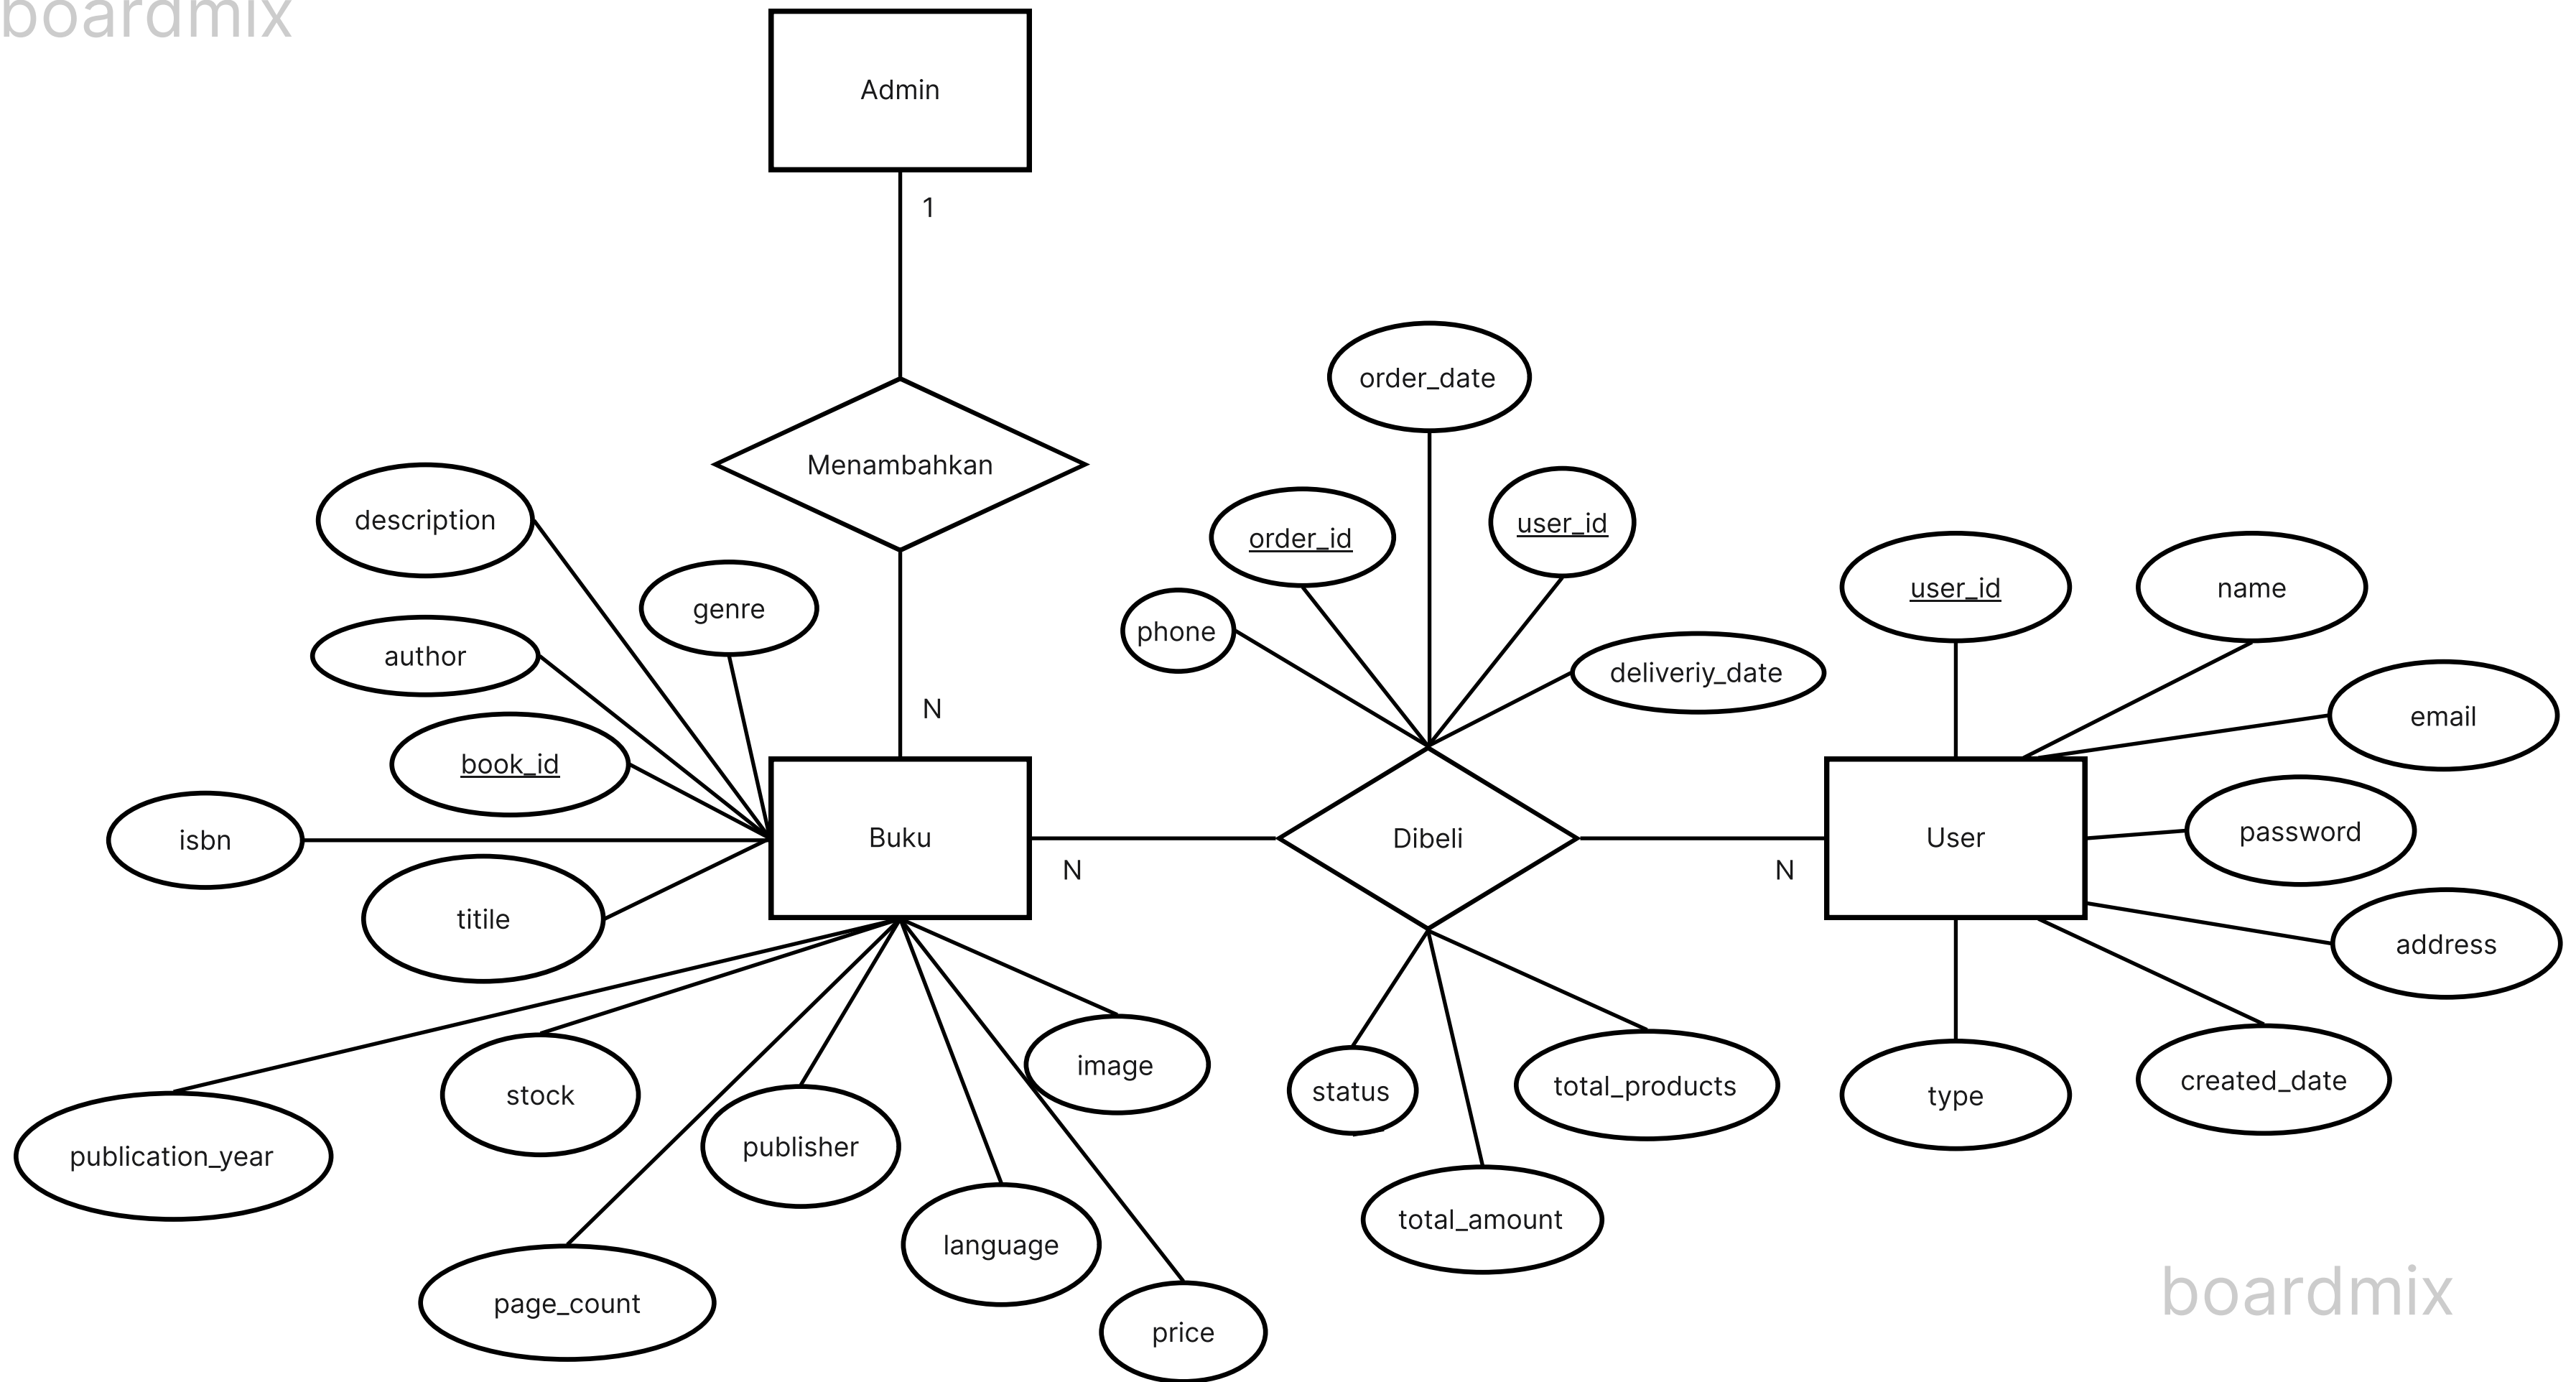 boardmix
Admin
1
Menambahkan
order_date
description
order_id
user_id
genre
phone
user_id
name
author
deliveriy_date
N
email
book_id
isbn
Buku
Dibeli
User
password
N
N
titile
address
image
stock
status
total_products
type
created_date
publication_year
publisher
language
total_amount
page_count
price
boardmix